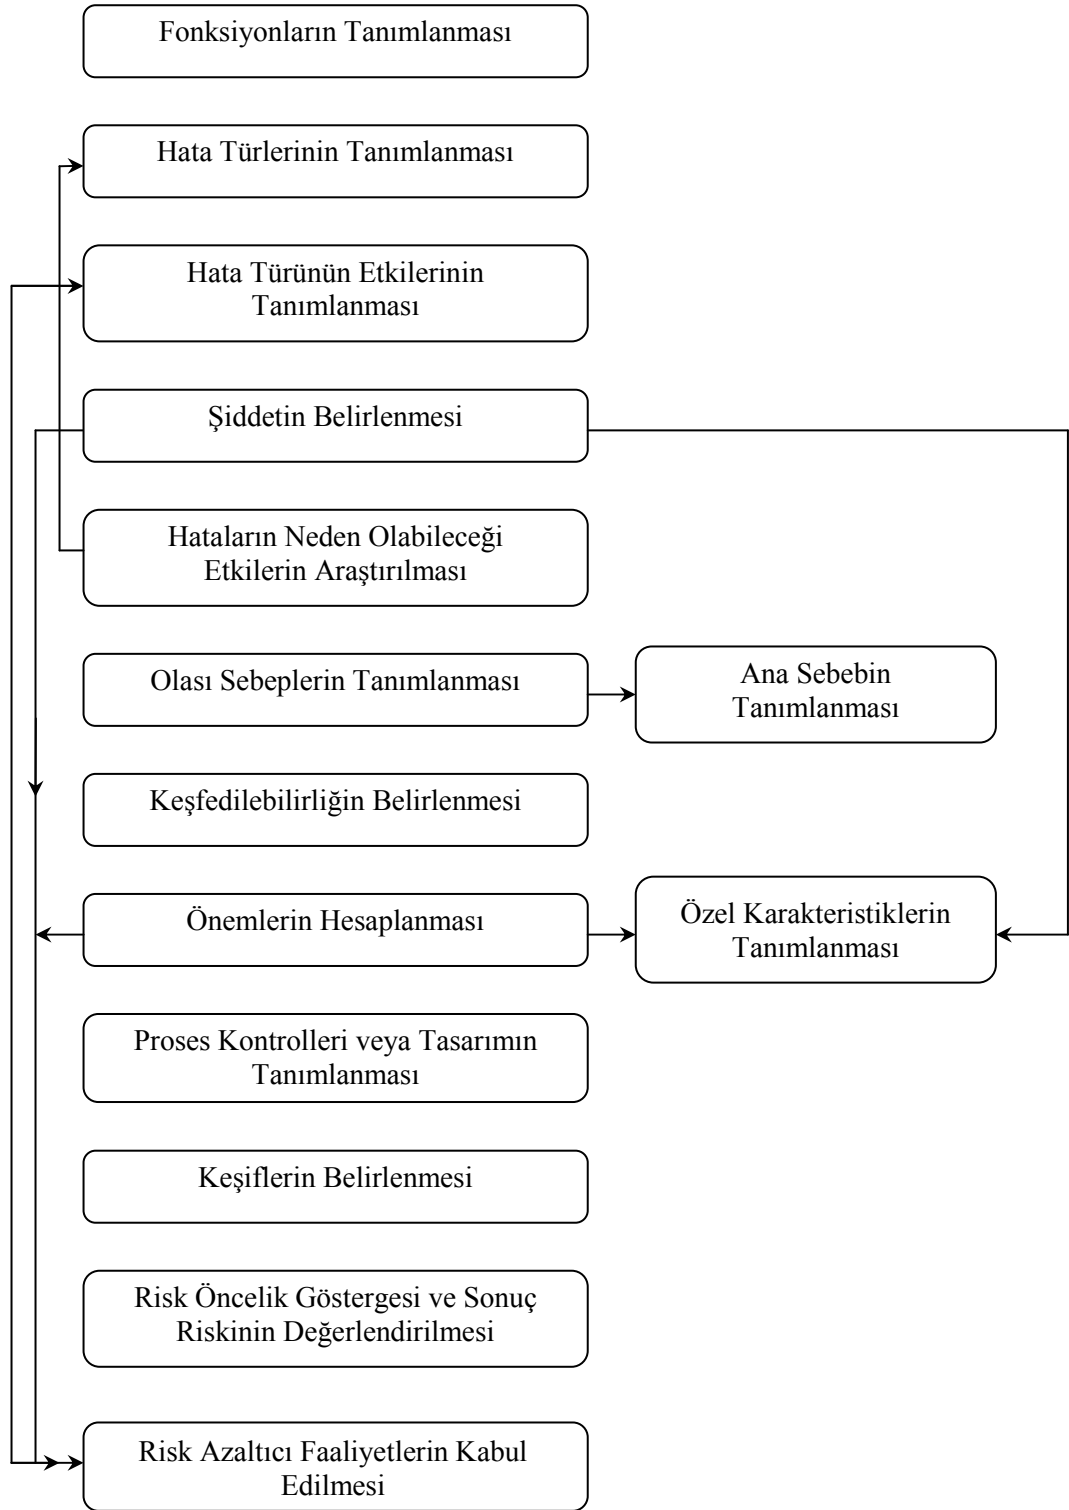 Fonksiyonların Tanımlanması
Hata Türlerinin Tanımlanması
Hata Türünün Etkilerinin
Tanımlanması
Şiddetin Belirlenmesi
Hataların Neden Olabileceği
Etkilerin Araştırılması
Olası Sebeplerin Tanımlanması
Ana Sebebin
Tanımlanması
Keşfedilebilirliğin Belirlenmesi
Önemlerin Hesaplanması
Özel Karakteristiklerin
Tanımlanması
Proses Kontrolleri veya Tasarımın
Tanımlanması
Keşiflerin Belirlenmesi
Risk Öncelik Göstergesi ve Sonuç
Riskinin Değerlendirilmesi
Risk Azaltıcı Faaliyetlerin Kabul
Edilmesi